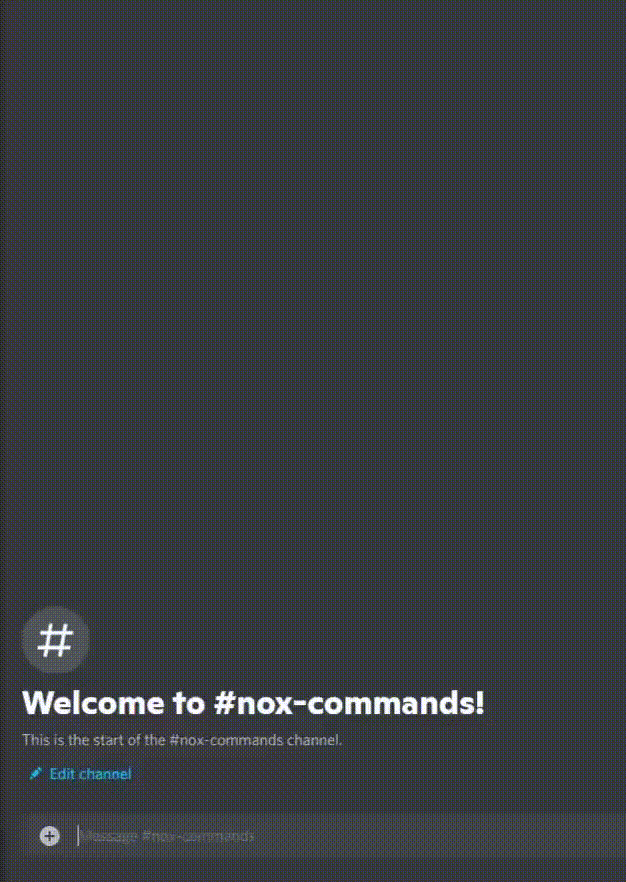 #
Welcome to #nox-commands!
This is the start of the #nox-commands channel.
Edit channel
Message #nox-commands